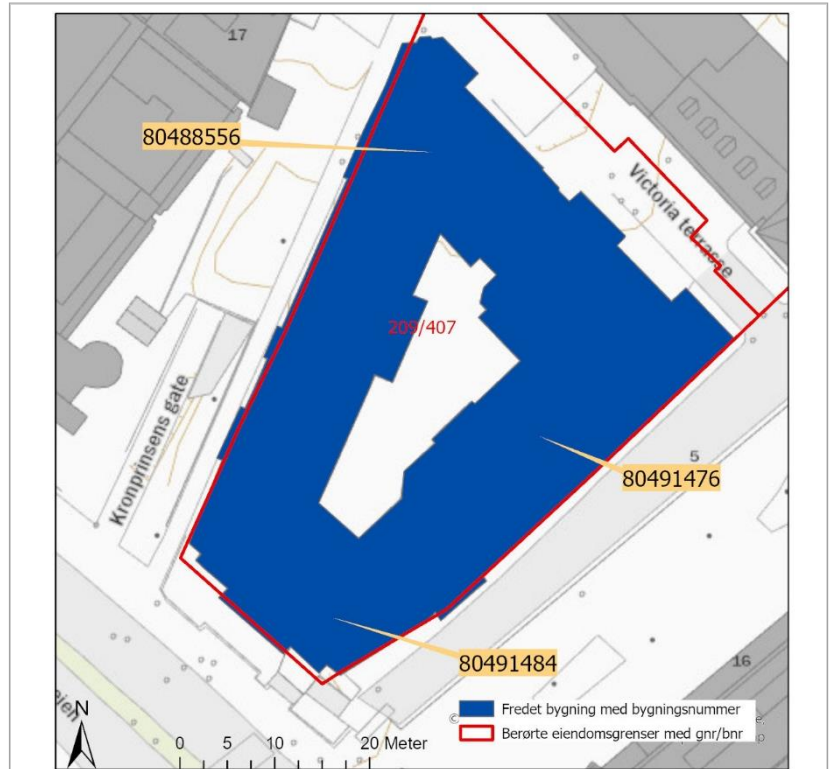 17
80488556
Victoria terrasse
209/407
Kronprinsens gate
5
80491476
80491484
16
N
0 5 10 20 Meter
Fredet bygning med bygningsnummer
Berørte eiendomsgrenser med gnr/bnr
©